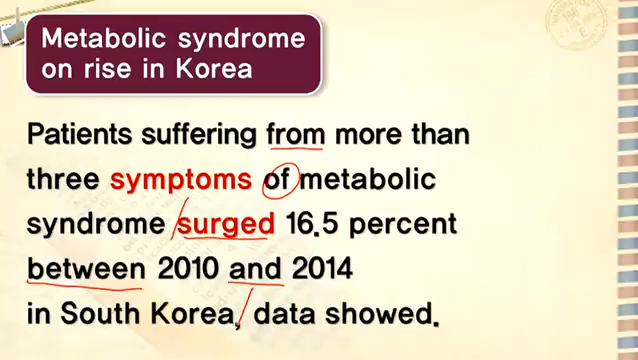 Metabolic syndrome
on rise in Korea
Patients suffering from more than
three symptoms of metabolic
syndrome surged 16.5 percent
between 2010 and 2014
in South Korea, data showed.